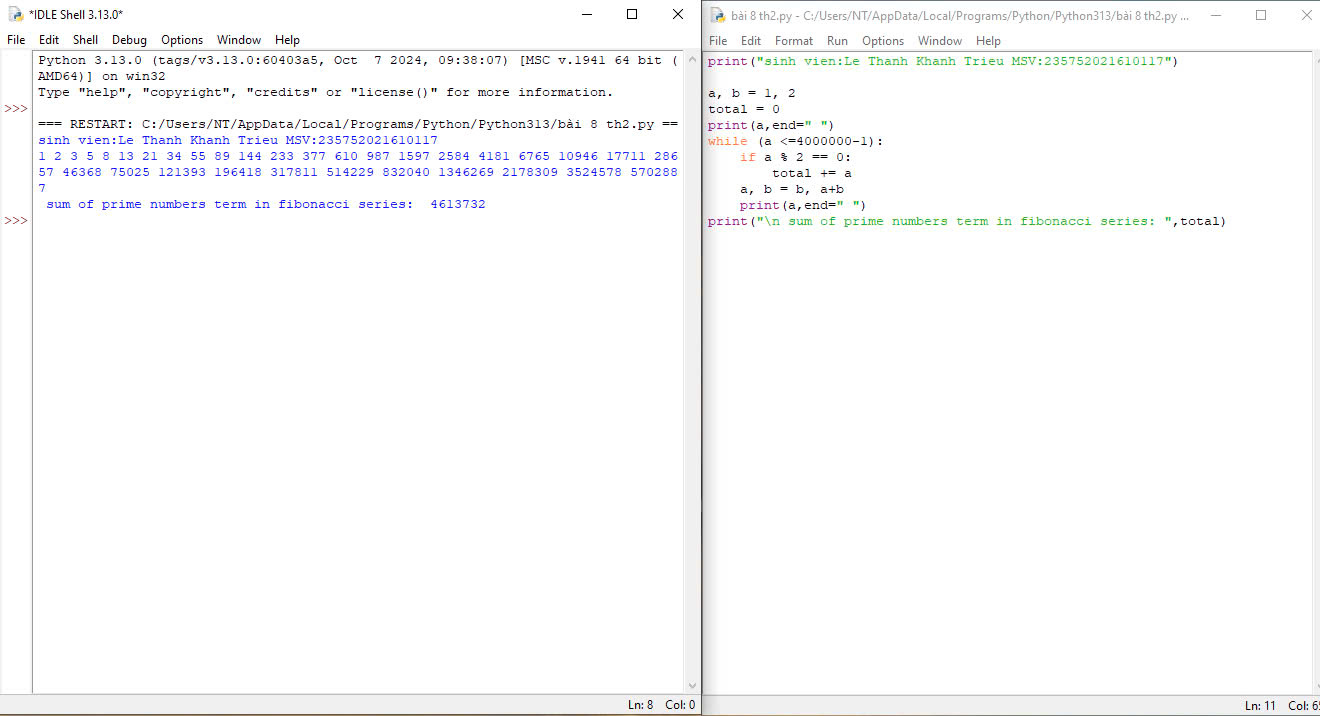 *IDLE Shell 3.13.0*
File Edit Shell Debug Options Window Help
Python 3.13.0 (tags/v3.13.0:60403a5, Oct  7 2024, 09:38:07) [MSC v.1941 64 bit (
AMD64)] on win32
Type "help", "copyright", "credits" or "license()" for more information.
>>>
=== RESTART: C:/Users/NT/AppData/Local/Programs/Python/Python313/bài 8 th2.py ==
sinh vien:Le Thanh Khanh Trieu MSV:235752021610117
1 2 3 5 8 13 21 34 55 89 144 233 377 610 987 1597 2584 4181 6765 10946 17711 286
57 46368 75025 121393 196418 317811 514229 832040 1346269 2178309 3524578 570288
7
 sum of prime numbers term in fibonacci series:  4613732
>>>
Ln: 8 Col: 0
bài 8 th2.py - C:/Users/NT/AppData/Local/Programs/Python/Python313/bài 8 th2.py ...
File Edit Format Run Options Window Help
print("sinh vien:Le Thanh Khanh Trieu MSV:235752021610117")
a, b = 1, 2
total = 0
print(a,end=" ")
while (a <=4000000-1):
    if a % 2 == 0:
        total += a
    a, b = b, a+b
    print(a,end=" ")
print("\n sum of prime numbers term in fibonacci series: ",total)
Ln: 11 Col: